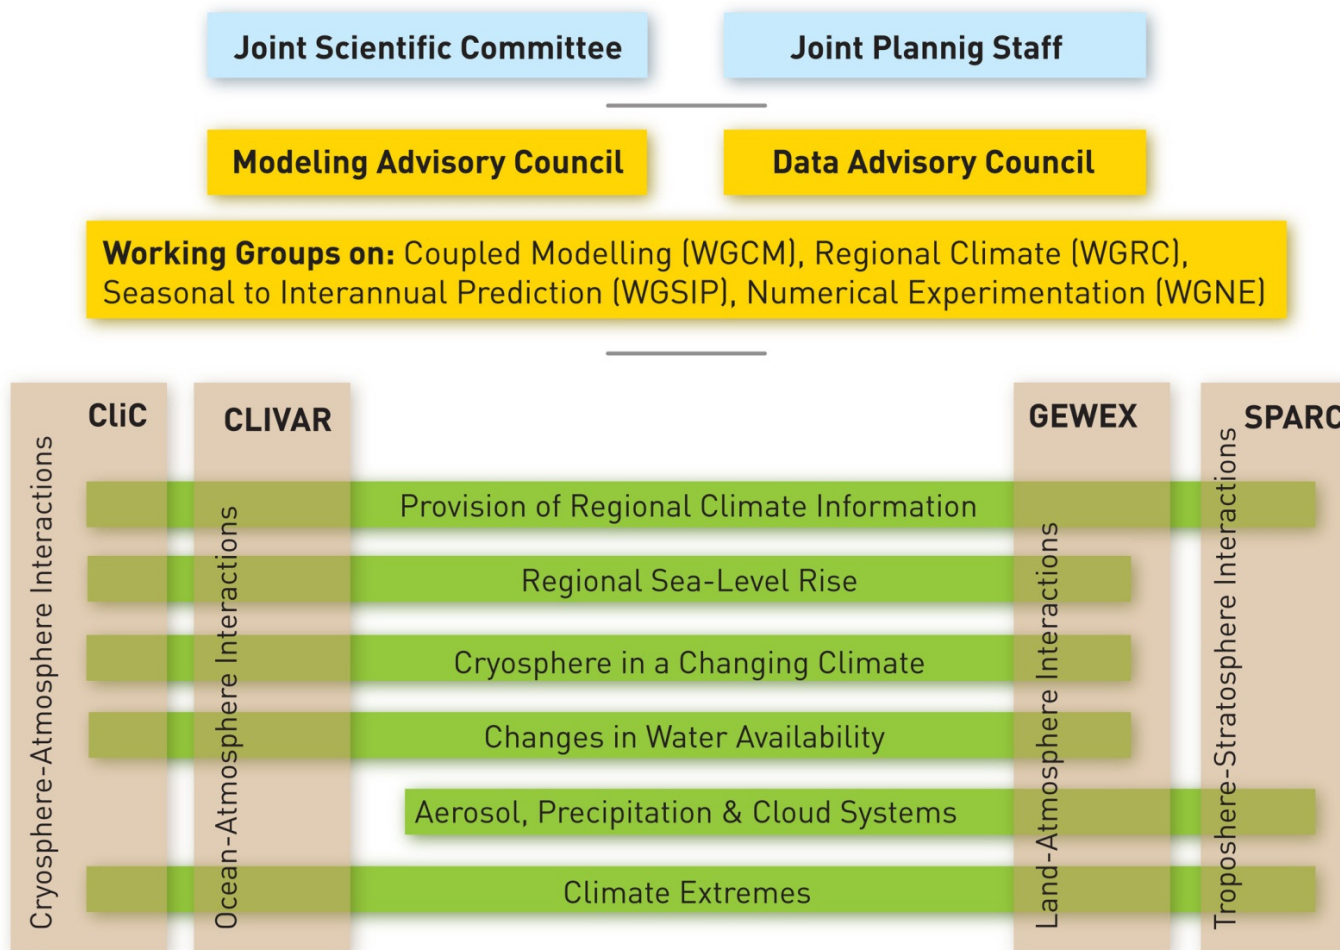 Joint Scientific Committee
Joint Plannig Staff
Modeling Advisory Council
Data Advisory Council
Working Groups on: Coupled Modelling (WGCM), Regional Climate (WGRC),
Seasonal to Interannual Prediction (WGSIP), Numerical Experimentation (WGNE)
CliC
CLIVAR
GEWEX
SPARC
Cryosphere-Atmosphere Interactions
Ocean-Atmosphere Interactions
Land-Atmosphere Interactions
Troposhere-Stratosphere Interactions
Provision of Regional Climate Information
Regional Sea-Level Rise
Cryosphere in a Changing Climate
Changes in Water Availability
Aerosol, Precipitation & Cloud Systems
Climate Extremes